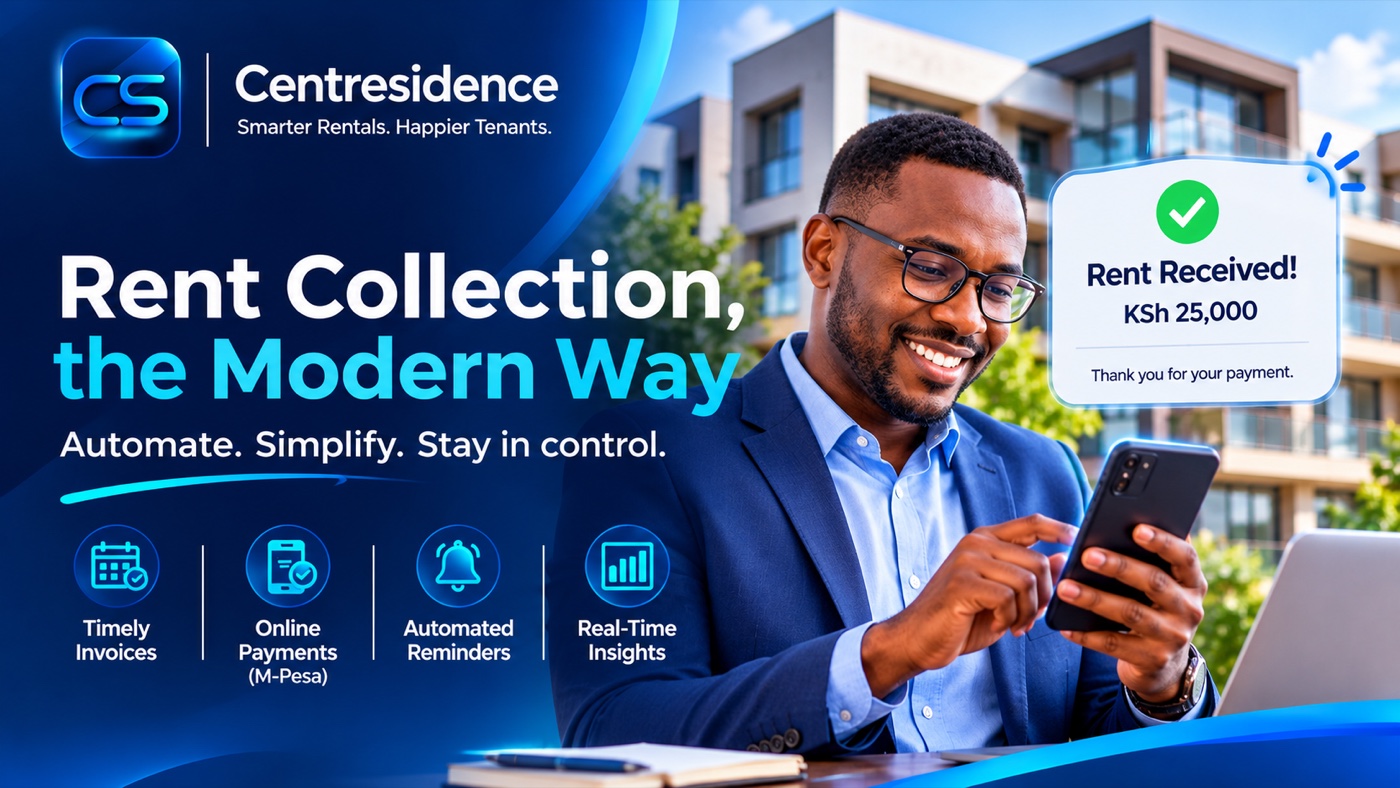 CS
Centresidence
Smarter Rentals. Happier Tenants.
Rent Collection,
the Modern Way
Automate. Simplify. Stay in control.
Timely
Invoices
Online
Payments
(M-Pesa)
Automated
Reminders
Real-Time
Insights
Rent Received!
KSh 25,000
Thank you for your payment.